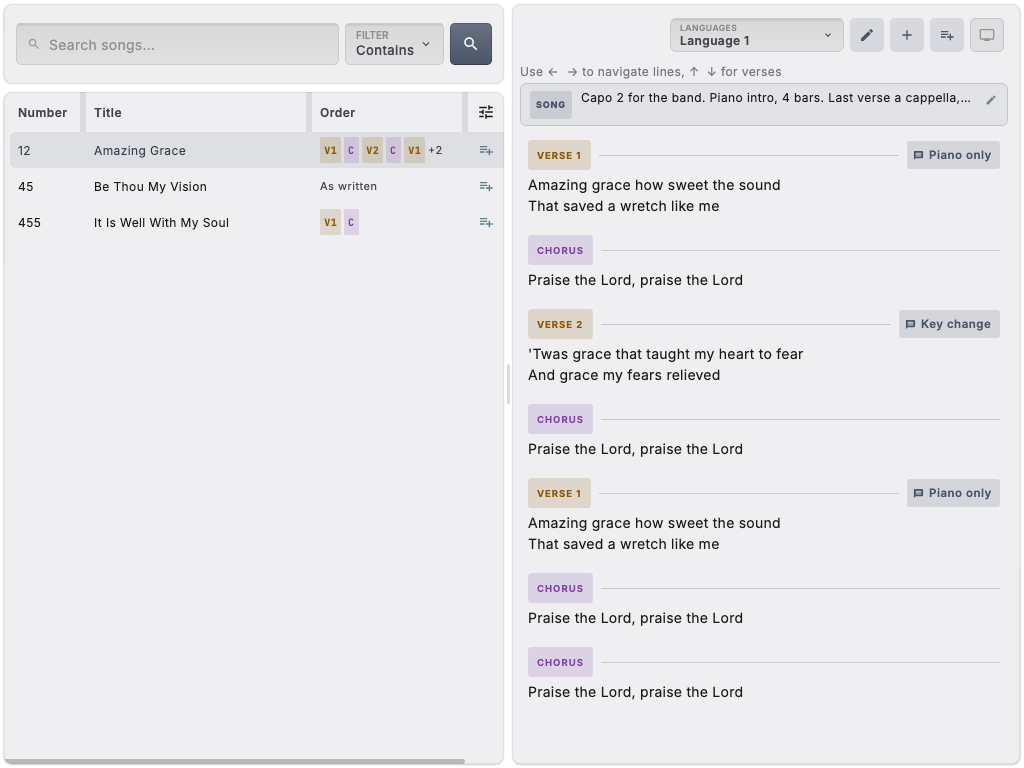 Search songs...
FILTER
Contains
Number Title Order
12 Amazing Grace V1 C V2 C V1 +2
45 Be Thou My Vision As written
455 It Is Well With My Soul V1 C
LANGUAGES
Language 1
Use ← → to navigate lines, ↑ ↓ for verses
SONG Capo 2 for the band. Piano intro, 4 bars. Last verse a cappella,...
VERSE 1 Piano only
Amazing grace how sweet the sound
That saved a wretch like me
CHORUS
Praise the Lord, praise the Lord
VERSE 2 Key change
'Twas grace that taught my heart to fear
And grace my fears relieved
CHORUS
Praise the Lord, praise the Lord
VERSE 1 Piano only
Amazing grace how sweet the sound
That saved a wretch like me
CHORUS
Praise the Lord, praise the Lord
CHORUS
Praise the Lord, praise the Lord